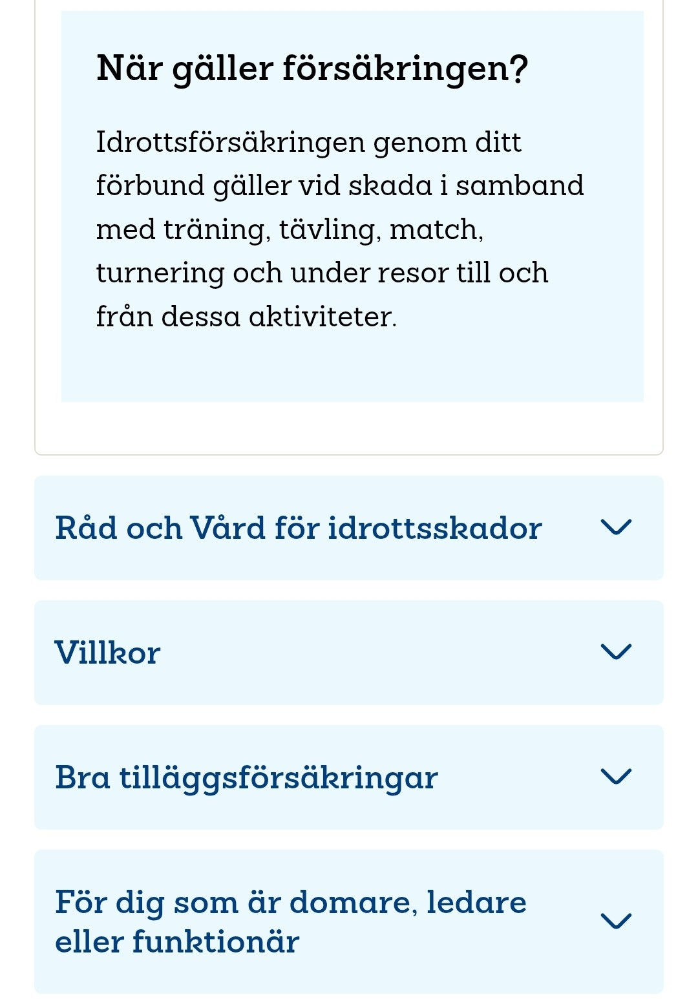 När gäller försäkringen?
Idrottsförsäkringen genom ditt
förbund gäller vid skada i samband
med träning, tävling, match,
turnering och under resor till och
från dessa aktiviteter.
Råd och Vård för idrottsskador
Villkor
Bra tilläggsförsäkringar
För dig som är domare, ledare
eller funktionär